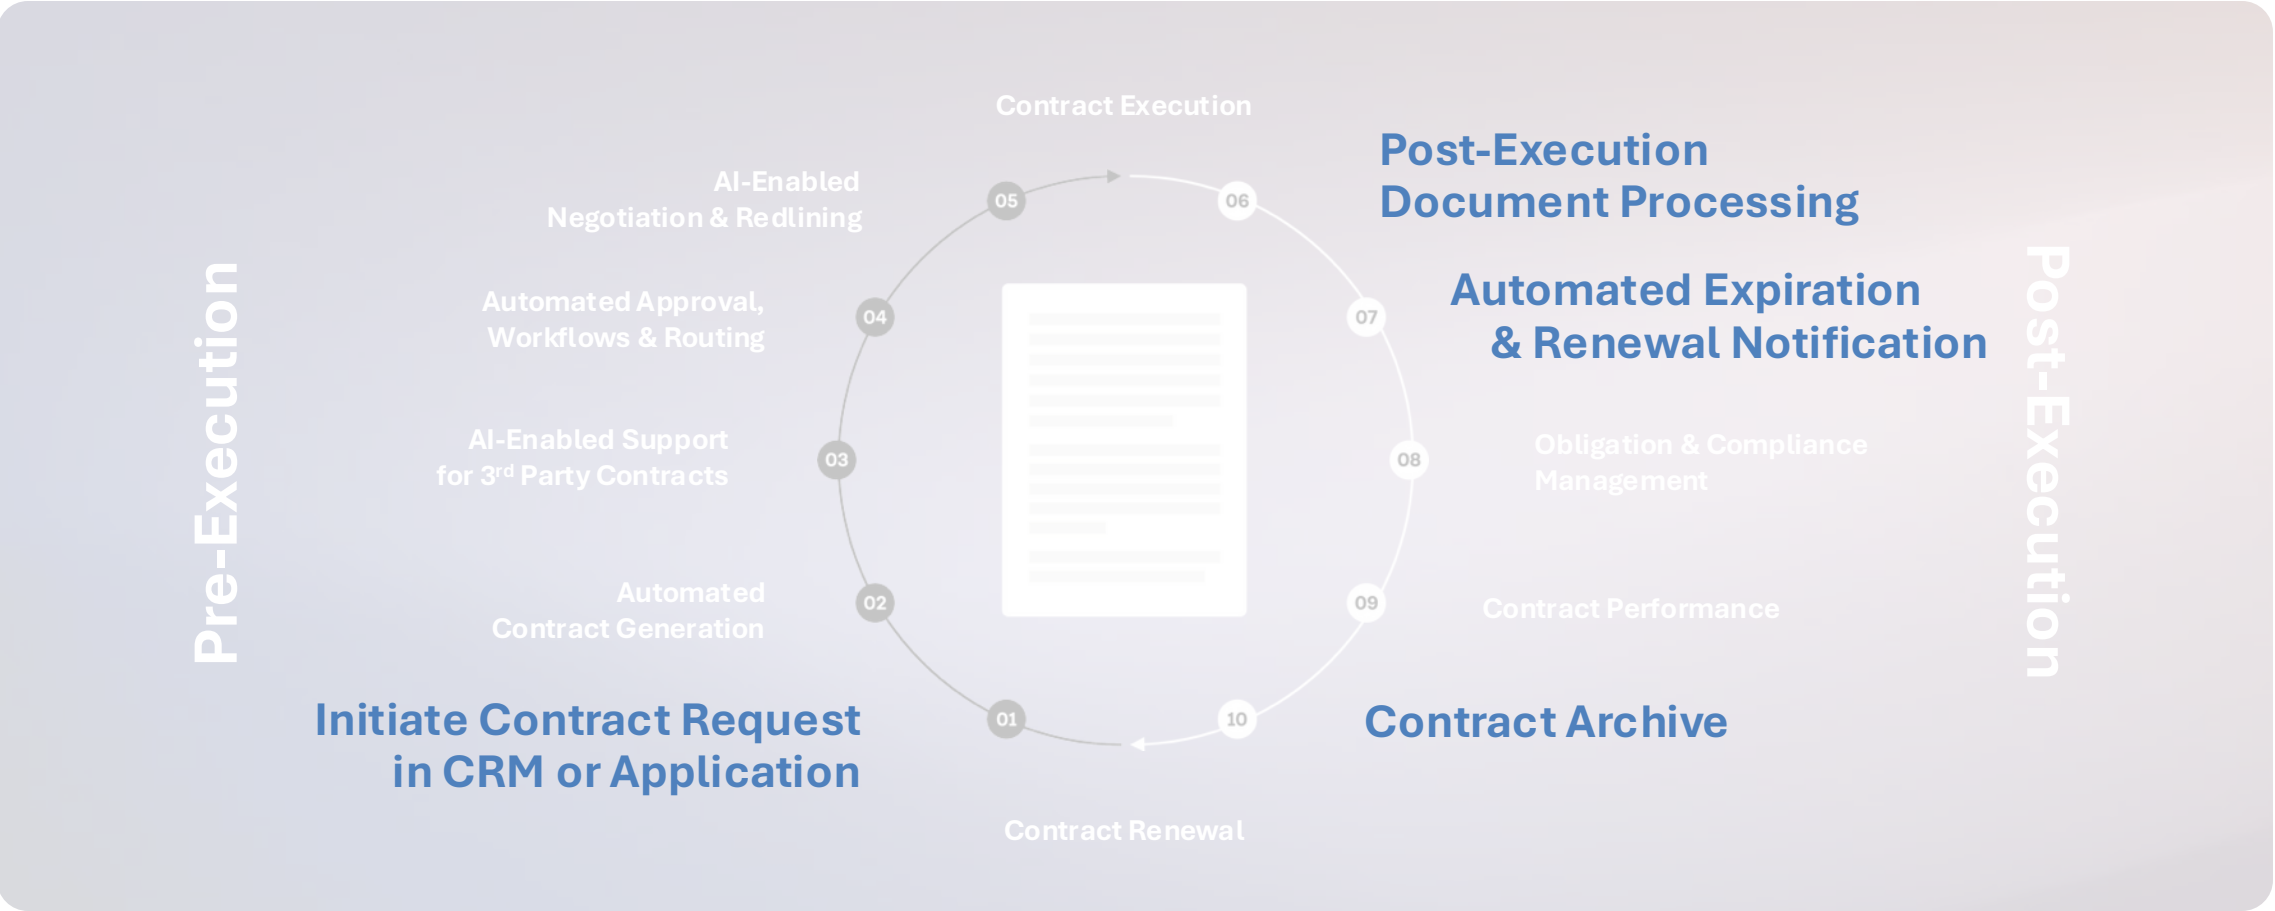 Contract Execution
Pre-Execution
AI-Enabled
Negotiation & Redlining
05
Automated Approval,
Workflows & Routing
04
AI-Enabled Support
for 3rd Party Contracts
03
Automated
Contract Generation
02
Initiate Contract Request
in CRM or Application
01
06
Post-Execution
Document Processing
07
Automated Expiration
& Renewal Notification
08
Obligation & Compliance
Management
09
Contract Performance
10
Contract Archive
Post-Execution
Contract Renewal